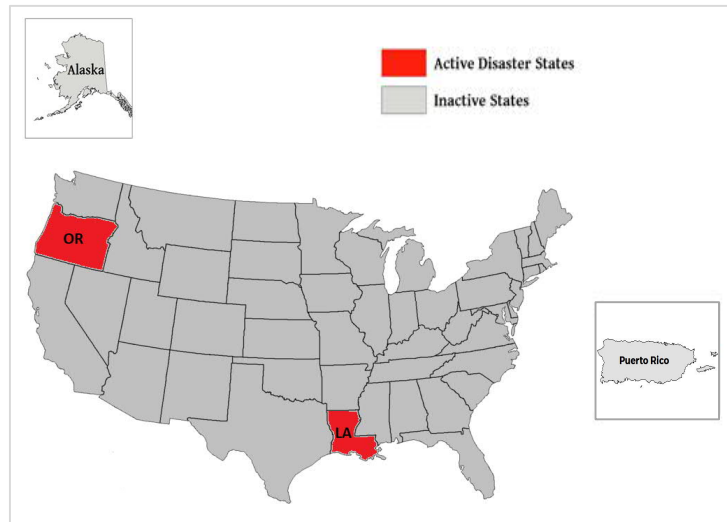 Alaska
Active Disaster States
Inactive States
OR
Puerto Rico
LA